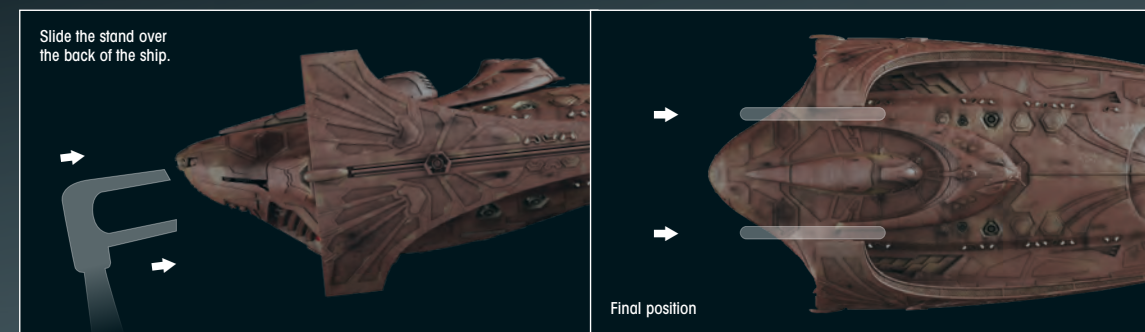 Slide the stand over
the back of the ship.
Final position